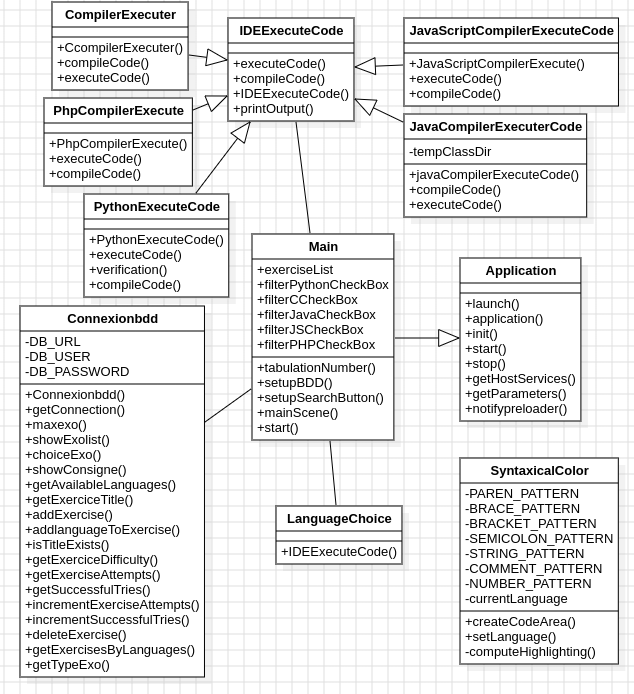 CompilerExecuter
+CcompilerExecuter()
+compileCode()
+executeCode()
IDEExecuteCode
+executeCode()
+compileCode()
+IDEExecuteCode()
+printOutput()
JavaScriptCompilerExecuteCode
+JavaScriptCompilerExecute()
+executeCode()
+compileCode()
PhpCompilerExecute
+PhpCompilerExecute()
+executeCode()
+compileCode()
JavaCompilerExecuterCode
-tempClassDir
+javaCompilerExecuteCode()
+compileCode()
+executeCode()
PythonExecuteCode
+PythonExecuteCode()
+executeCode()
+verification()
+compileCode()
Main
+exerciseList
+filterPythonCheckBox
+filterCCheckBox
+filterJavaCheckBox
+filterJSCheckBox
+filterPHPCheckBox
+tabulationNumber()
+setupBDD()
+setupSearchButton()
+mainScene()
+start()
Application
+launch()
+application()
+init()
+start()
+stop()
+getHostServices()
+getParameters()
+notifypreloader()
Connexionbdd
-DB_URL
-DB_USER
-DB_PASSWORD
+Connexionbdd()
+getConnection()
+maxexo()
+showExolist()
+choiceExo()
+showConsigne()
+getAvailableLanguages()
+getExerciceTitle()
+addExercise()
+addlanguageToExercise()
+isTitleExists()
+getExerciceDifficulty()
+getExerciseAttempts()
+getSuccessfulTries()
+incrementExerciseAttempts()
+incrementSuccessfulTries()
+deleteExercise()
+getExercisesByLanguages()
+getTypeExo()
LanguageChoice
+IDEExecuteCode()
SyntaxicalColor
-PAREN_PATTERN
-BRACE_PATTERN
-BRACKET_PATTERN
-SEMICOLON_PATTERN
-STRING_PATTERN
-COMMENT_PATTERN
-NUMBER_PATTERN
-currentLanguage
+createCodeArea()
+setLanguage()
-computeHighlighting()